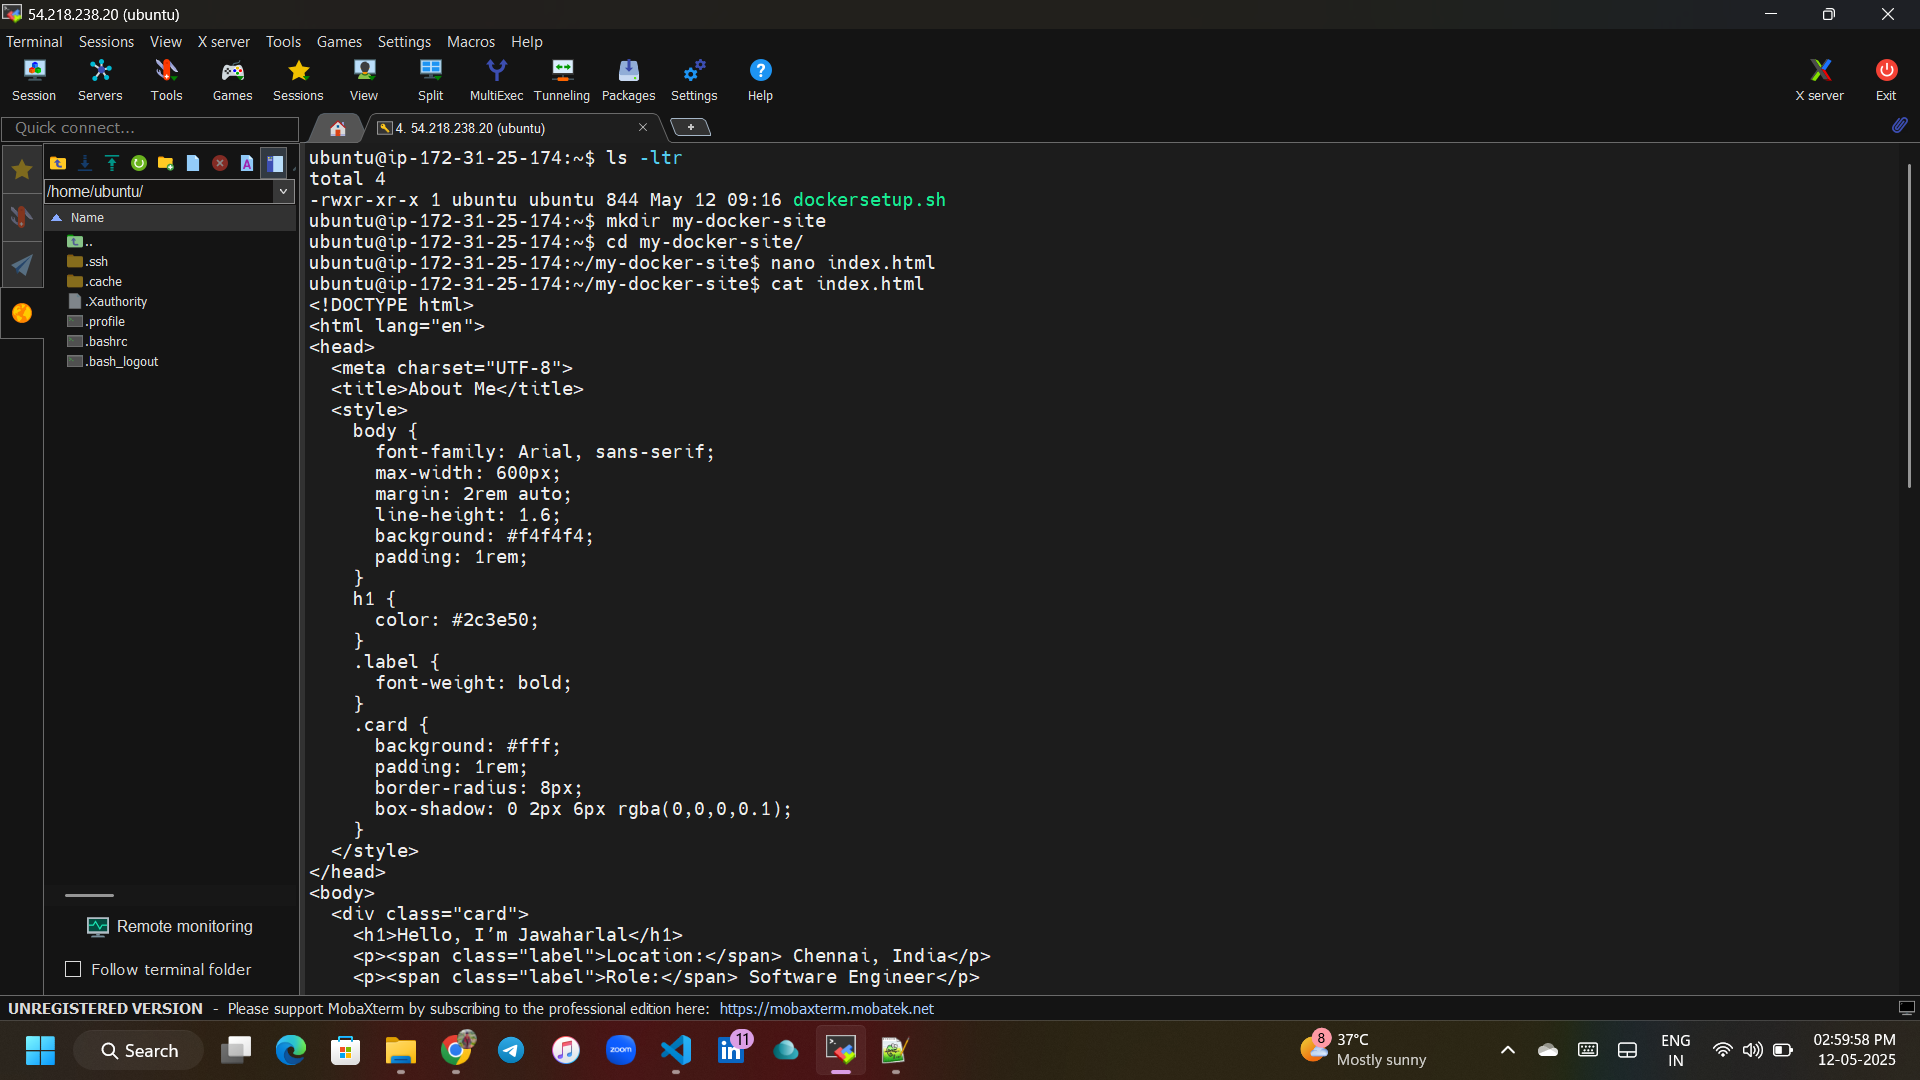 54.218.238.20 (ubuntu)
Terminal Sessions View X server Tools Games Settings Macros Help
Session Servers Tools Games Sessions View Split MultiExec Tunneling Packages Settings Help X server Exit
Quick connect...
4. 54.218.238.20 (ubuntu)
/home/ubuntu/
Name
..
.ssh
.cache
.Xauthority
.profile
.bashrc
.bash_logout
Remote monitoring
Follow terminal folder
ubuntu@ip-172-31-25-174:~$ ls -ltr
total 4
-rwxr-xr-x 1 ubuntu ubuntu 844 May 12 09:16 dockersetup.sh
ubuntu@ip-172-31-25-174:~$ mkdir my-docker-site
ubuntu@ip-172-31-25-174:~$ cd my-docker-site/
ubuntu@ip-172-31-25-174:~/my-docker-site$ nano index.html
ubuntu@ip-172-31-25-174:~/my-docker-site$ cat index.html
<!DOCTYPE html>
<html lang="en">
<head>
  <meta charset="UTF-8">
  <title>About Me</title>
  <style>
    body {
      font-family: Arial, sans-serif;
      max-width: 600px;
      margin: 2rem auto;
      line-height: 1.6;
      background: #f4f4f4;
      padding: 1rem;
    }
    h1 {
      color: #2c3e50;
    }
    .label {
      font-weight: bold;
    }
    .card {
      background: #fff;
      padding: 1rem;
      border-radius: 8px;
      box-shadow: 0 2px 6px rgba(0,0,0,0.1);
    }
  </style>
</head>
<body>
  <div class="card">
    <h1>Hello, I’m Jawaharlal</h1>
    <p><span class="label">Location:</span> Chennai, India</p>
    <p><span class="label">Role:</span> Software Engineer</p>
UNREGISTERED VERSION - Please support MobaXterm by subscribing to the professional edition here: https://mobaxterm.mobatek.net
Search
zoom
11
8
37°C
Mostly sunny
ENG
IN
02:59:58 PM
12-05-2025